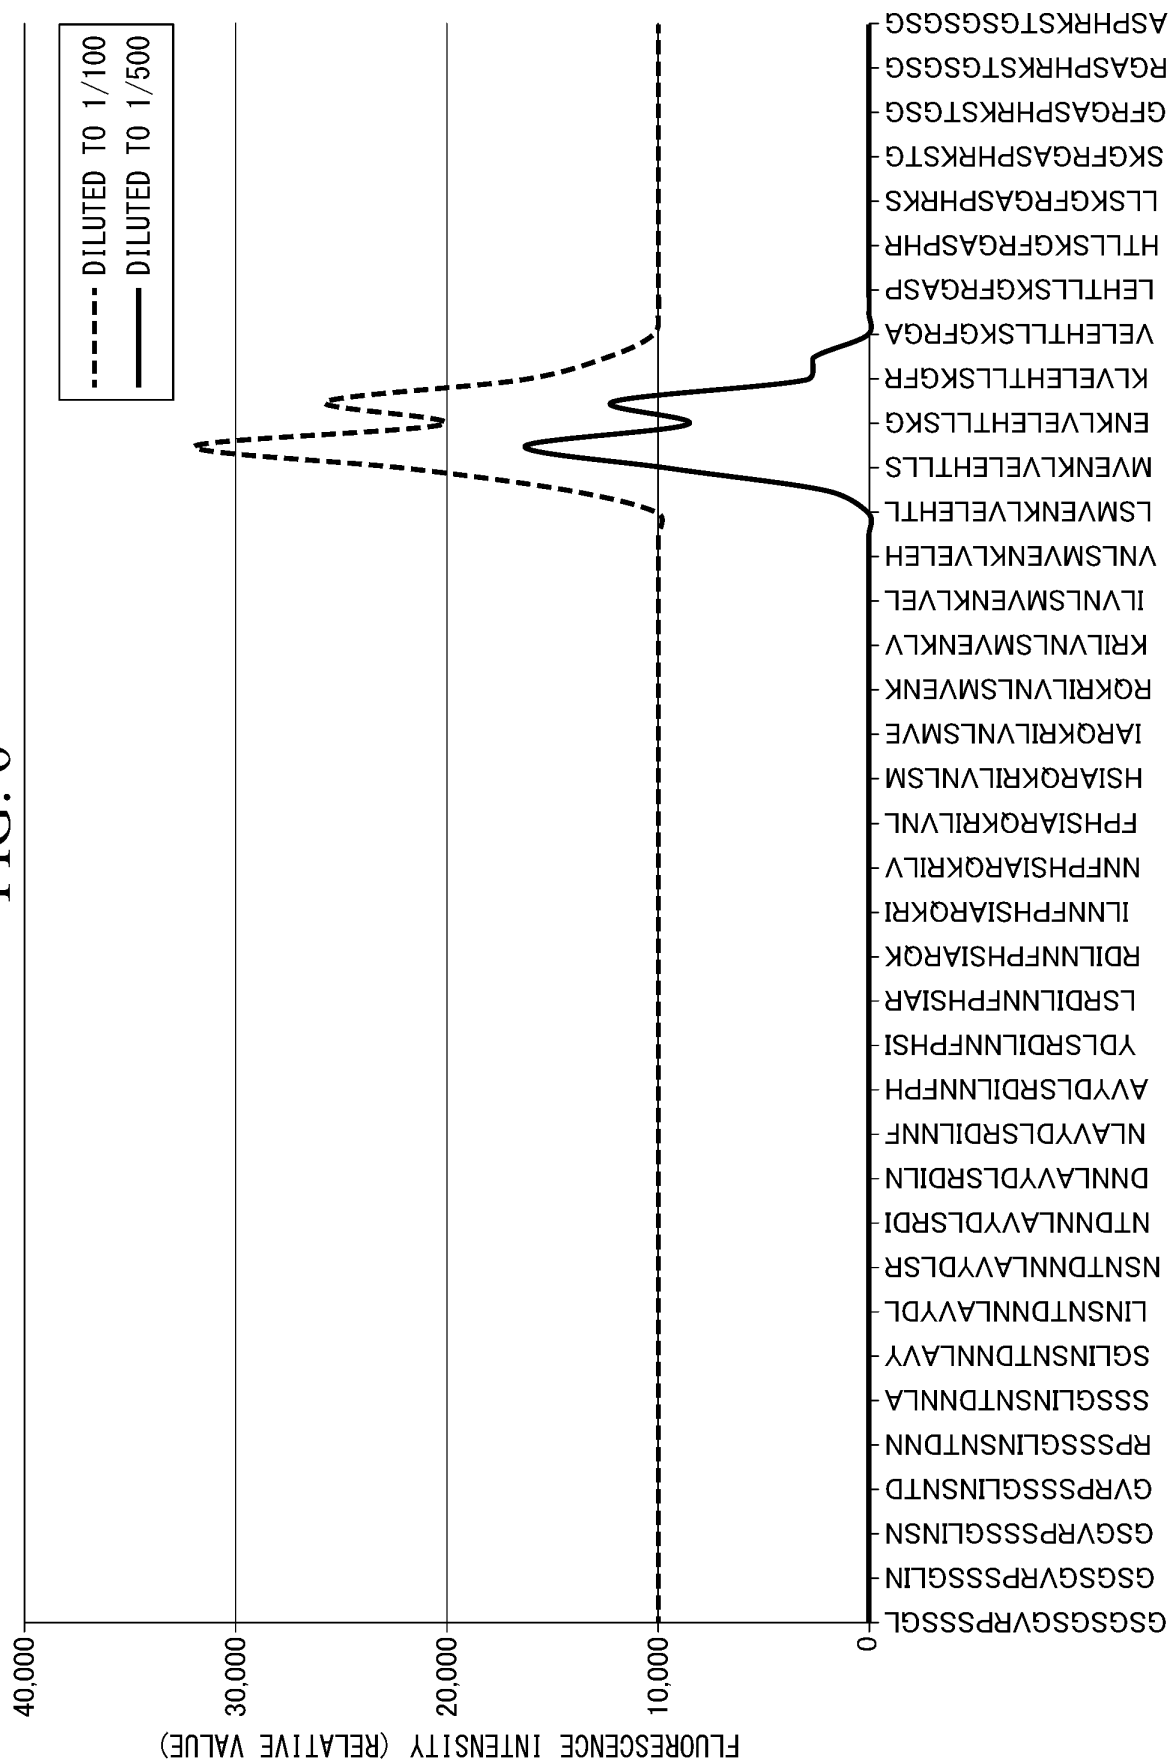 FIG.
DILUTED TO 1/100
DILUTED TO 1/500
FLUORESCENCE INTENSITY (RELATIVE VALUE)
40,000
30,000
20,000
10,000
0
GSGSGSGVRPSSSGL
GSGSGVRPSSSGLIN
GSGVRPSSSGLINSN
GVRPSSSGLINSNTD
RPSSSGLINSNTDNN
SSSGLINSNTDNNLA
SGLINSNTDNNLAVY
LINSNTDNNLAVYDL
NSNTDNNLAVYDLSR
NTDNNLAVYDLSRDI
DNNLAVYDLSRDILN
NLAVYDLSRDILNNF
AVYDLSRDILNNFPH
YDLSRDILNNFPHSI
LSRDILNNFPHSIAR
RDILNNFPHSIARQK
ILNNFPHSIARQKRI
NNFPHSIARQKRILV
FPHSIARQKRILVNL
HSIARQKRILVNLSM
IARQKRILVNLSMVE
RQKRILVNLSMVENK
KRILVNLSMVENKLV
ILVNLSMVENKLVEL
VNLSMVENKLVELEH
LSMVENKLVELEHTL
MVENKLVELEHTLLS
ENKLVELEHTLLSKG
KLVELEHTLLSKGFR
VELEHTLLSKGFRGA
LEHTLLSKGFRGASP
HTLLSKGFRGASPHR
LLSKGFRGASPHRKS
SKGFRGASPHRKSTG
GFRGASPHRKSTGSG
RGASPHRKSTGSGSG
ASPHRKSTGSGSGSG